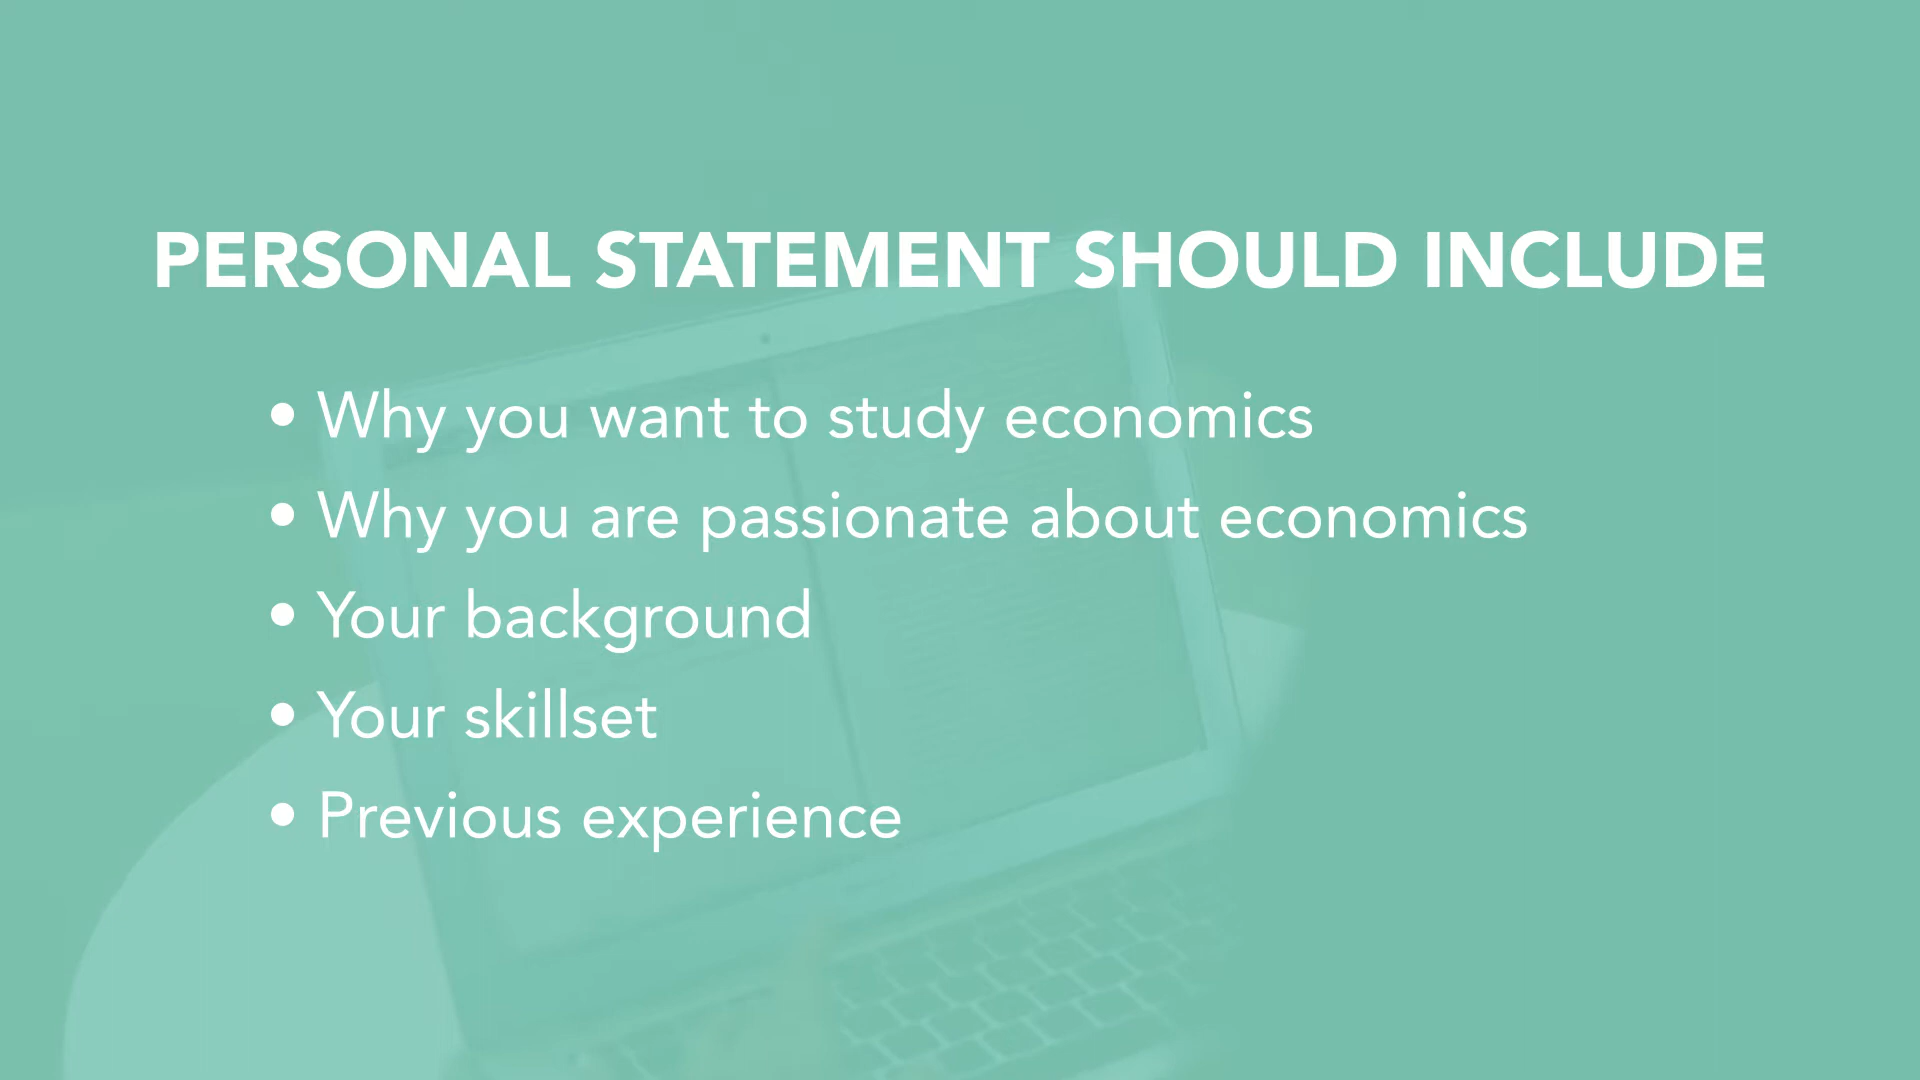 PERSONAL STATEMENT SHOULD INCLUDE
• Why you want to study economics
• Why you are passionate about economics
• Your background
• Your skillset
• Previous experience